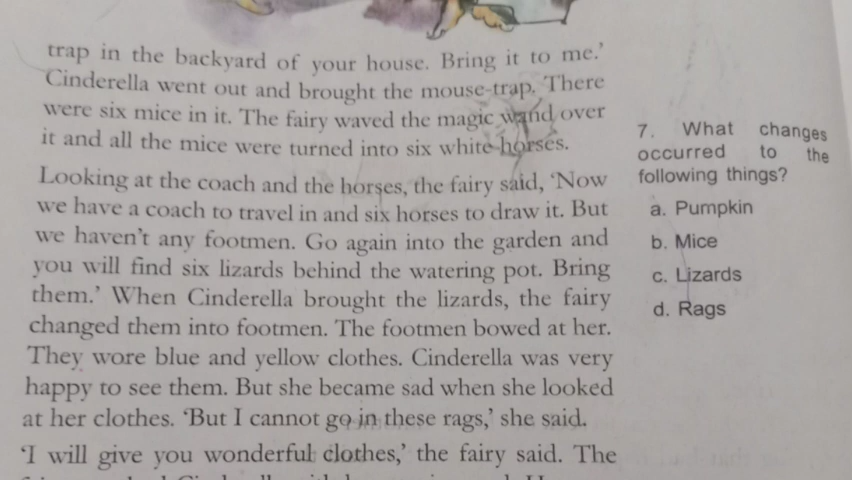 trap in the backyard of your house. Bring it to me.’
Cinderella went out and brought the mouse-trap. There
were six mice in it. The fairy waved the magic wand over
it and all the mice were turned into six white horses.
Looking at the coach and the horses, the fairy said, ‘Now
we have a coach to travel in and six horses to draw it. But
we haven’t any footmen. Go again into the garden and
you will find six lizards behind the watering pot. Bring
them.’ When Cinderella brought the lizards, the fairy
changed them into footmen. The footmen bowed at her.
They wore blue and yellow clothes. Cinderella was very
happy to see them. But she became sad when she looked
at her clothes. ‘But I cannot go in these rags,’ she said.
‘I will give you wonderful clothes,’ the fairy said. The
7. What changes
occurred to the
following things?
a. Pumpkin
b. Mice
c. Lizards
d. Rags